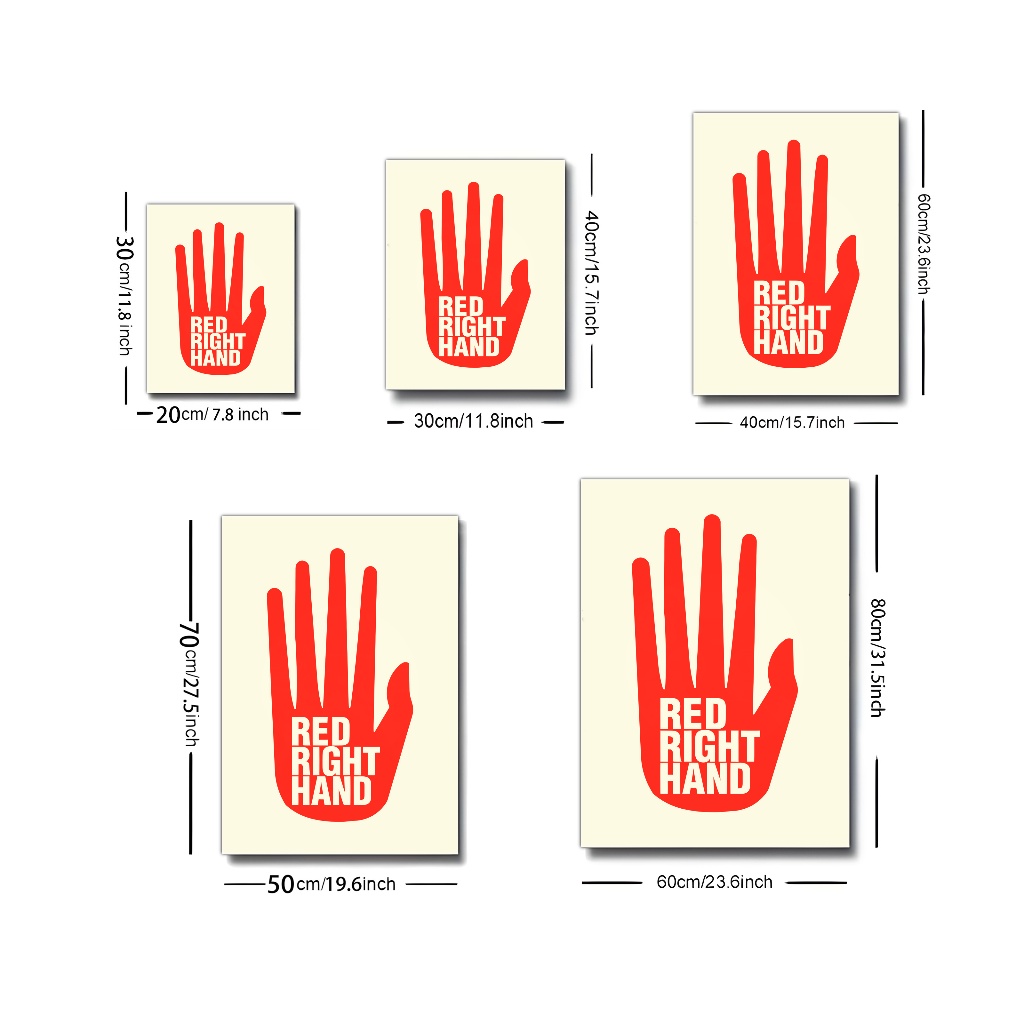 RED
RIGHT
HAND
30cm/11.8 inch
20cm/ 7.8 inch
RED
RIGHT
HAND
40cm/15.7inch
30cm/11.8inch
RED
RIGHT
HAND
60cm/23.6inch
40cm/15.7inch
RED
RIGHT
HAND
70cm/27.5inch
50cm/19.6inch
RED
RIGHT
HAND
80cm/31.5inch
60cm/23.6inch